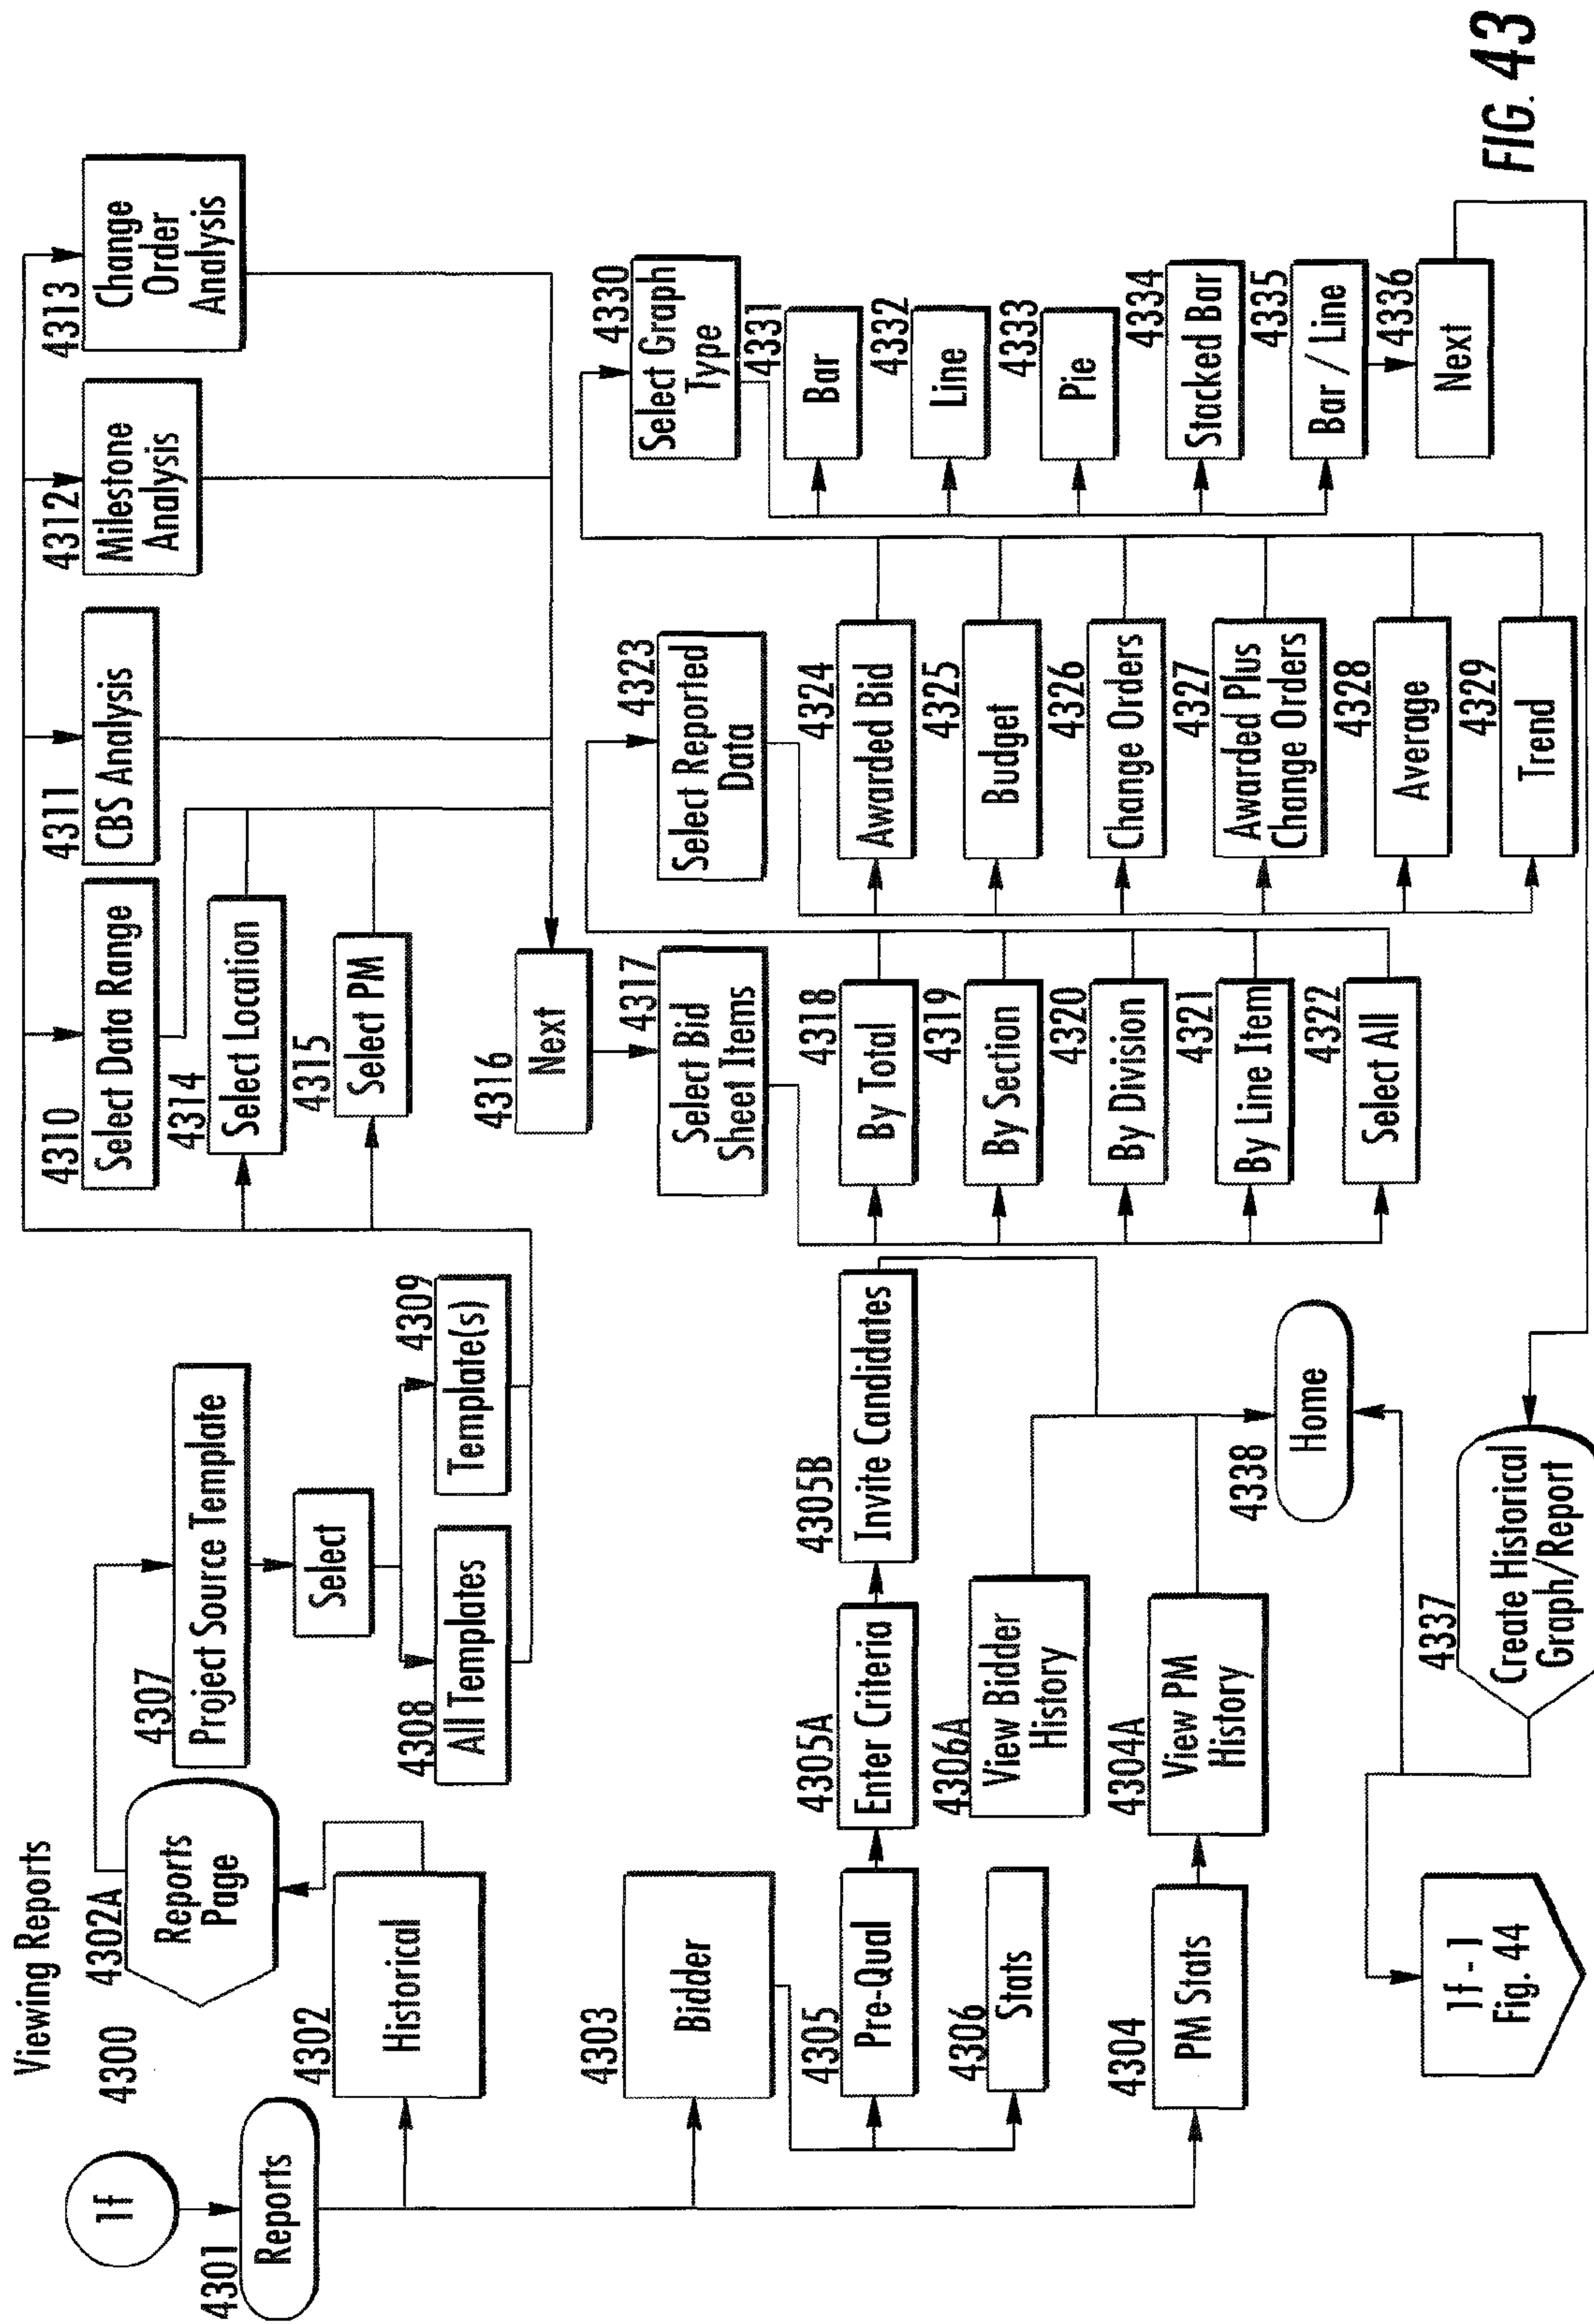 Viewing Reports
4300
1f
4301
Reports
4302
Historical
4302A
Reports
Page
4303
Bidder
4305
Pre-Qual
4306
Stats
4304
PM Stats
4305A
Enter Criteria
4305B
Invite Candidates
4306A
View Bidder
History
4304A
View PM
History
4307
Project Source Template
Select
4308
All Templates
4309
Template(s)
4310
Select Data Range
4311
CBS Analysis
4312
Milestone
Analysis
4313
Change
Order
Analysis
4314
Select Location
4315
Select PM
4316
Next
4317
Select Bid
Sheet Items
4318
By Total
4319
By Section
4320
By Division
4321
By Line Item
4322
Select All
4323
Select Reported
Data
4324
Awarded Bid
4325
Budget
4326
Change Orders
4327
Awarded Plus
Change Orders
4328
Average
4329
Trend
4330
Select Graph
Type
4331
Bar
4332
Line
4333
Pie
4334
Stacked Bar
4335
Bar / Line
4336
Next
4337
Create Historical
Graph/Report
4338
Home
1f - 1
Fig. 44
FIG. 43